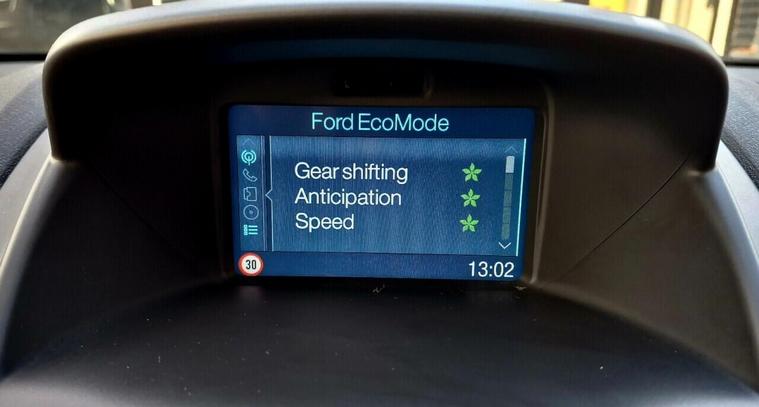 Ford EcoMode
Gear shifting
Anticipation
Speed
30
13:02